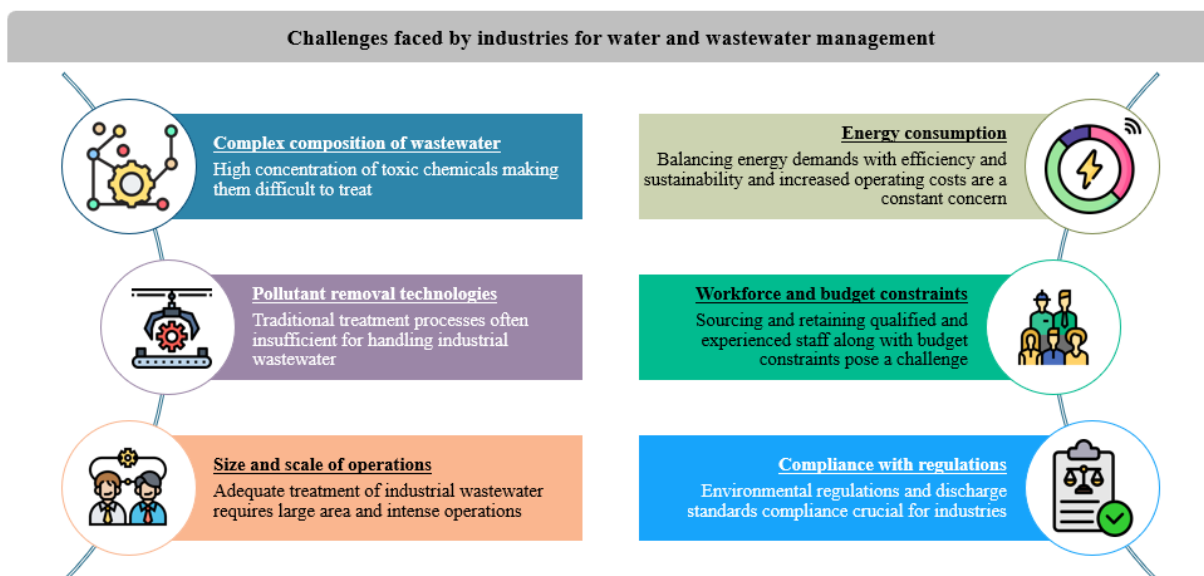 Challenges faced by industries for water and wastewater management
Complex composition of wastewater
High concentration of toxic chemicals making
them difficult to treat
Pollutant removal technologies
Traditional treatment processes often
insufficient for handling industrial
wastewater
Size and scale of operations
Adequate treatment of industrial wastewater
requires large area and intense operations
Energy consumption
Balancing energy demands with efficiency and
sustainability and increased operating costs are a
constant concern
Workforce and budget constraints
Sourcing and retaining qualified and
experienced staff along with budget
constraints pose a challenge
Compliance with regulations
Environmental regulations and discharge
standards compliance crucial for industries